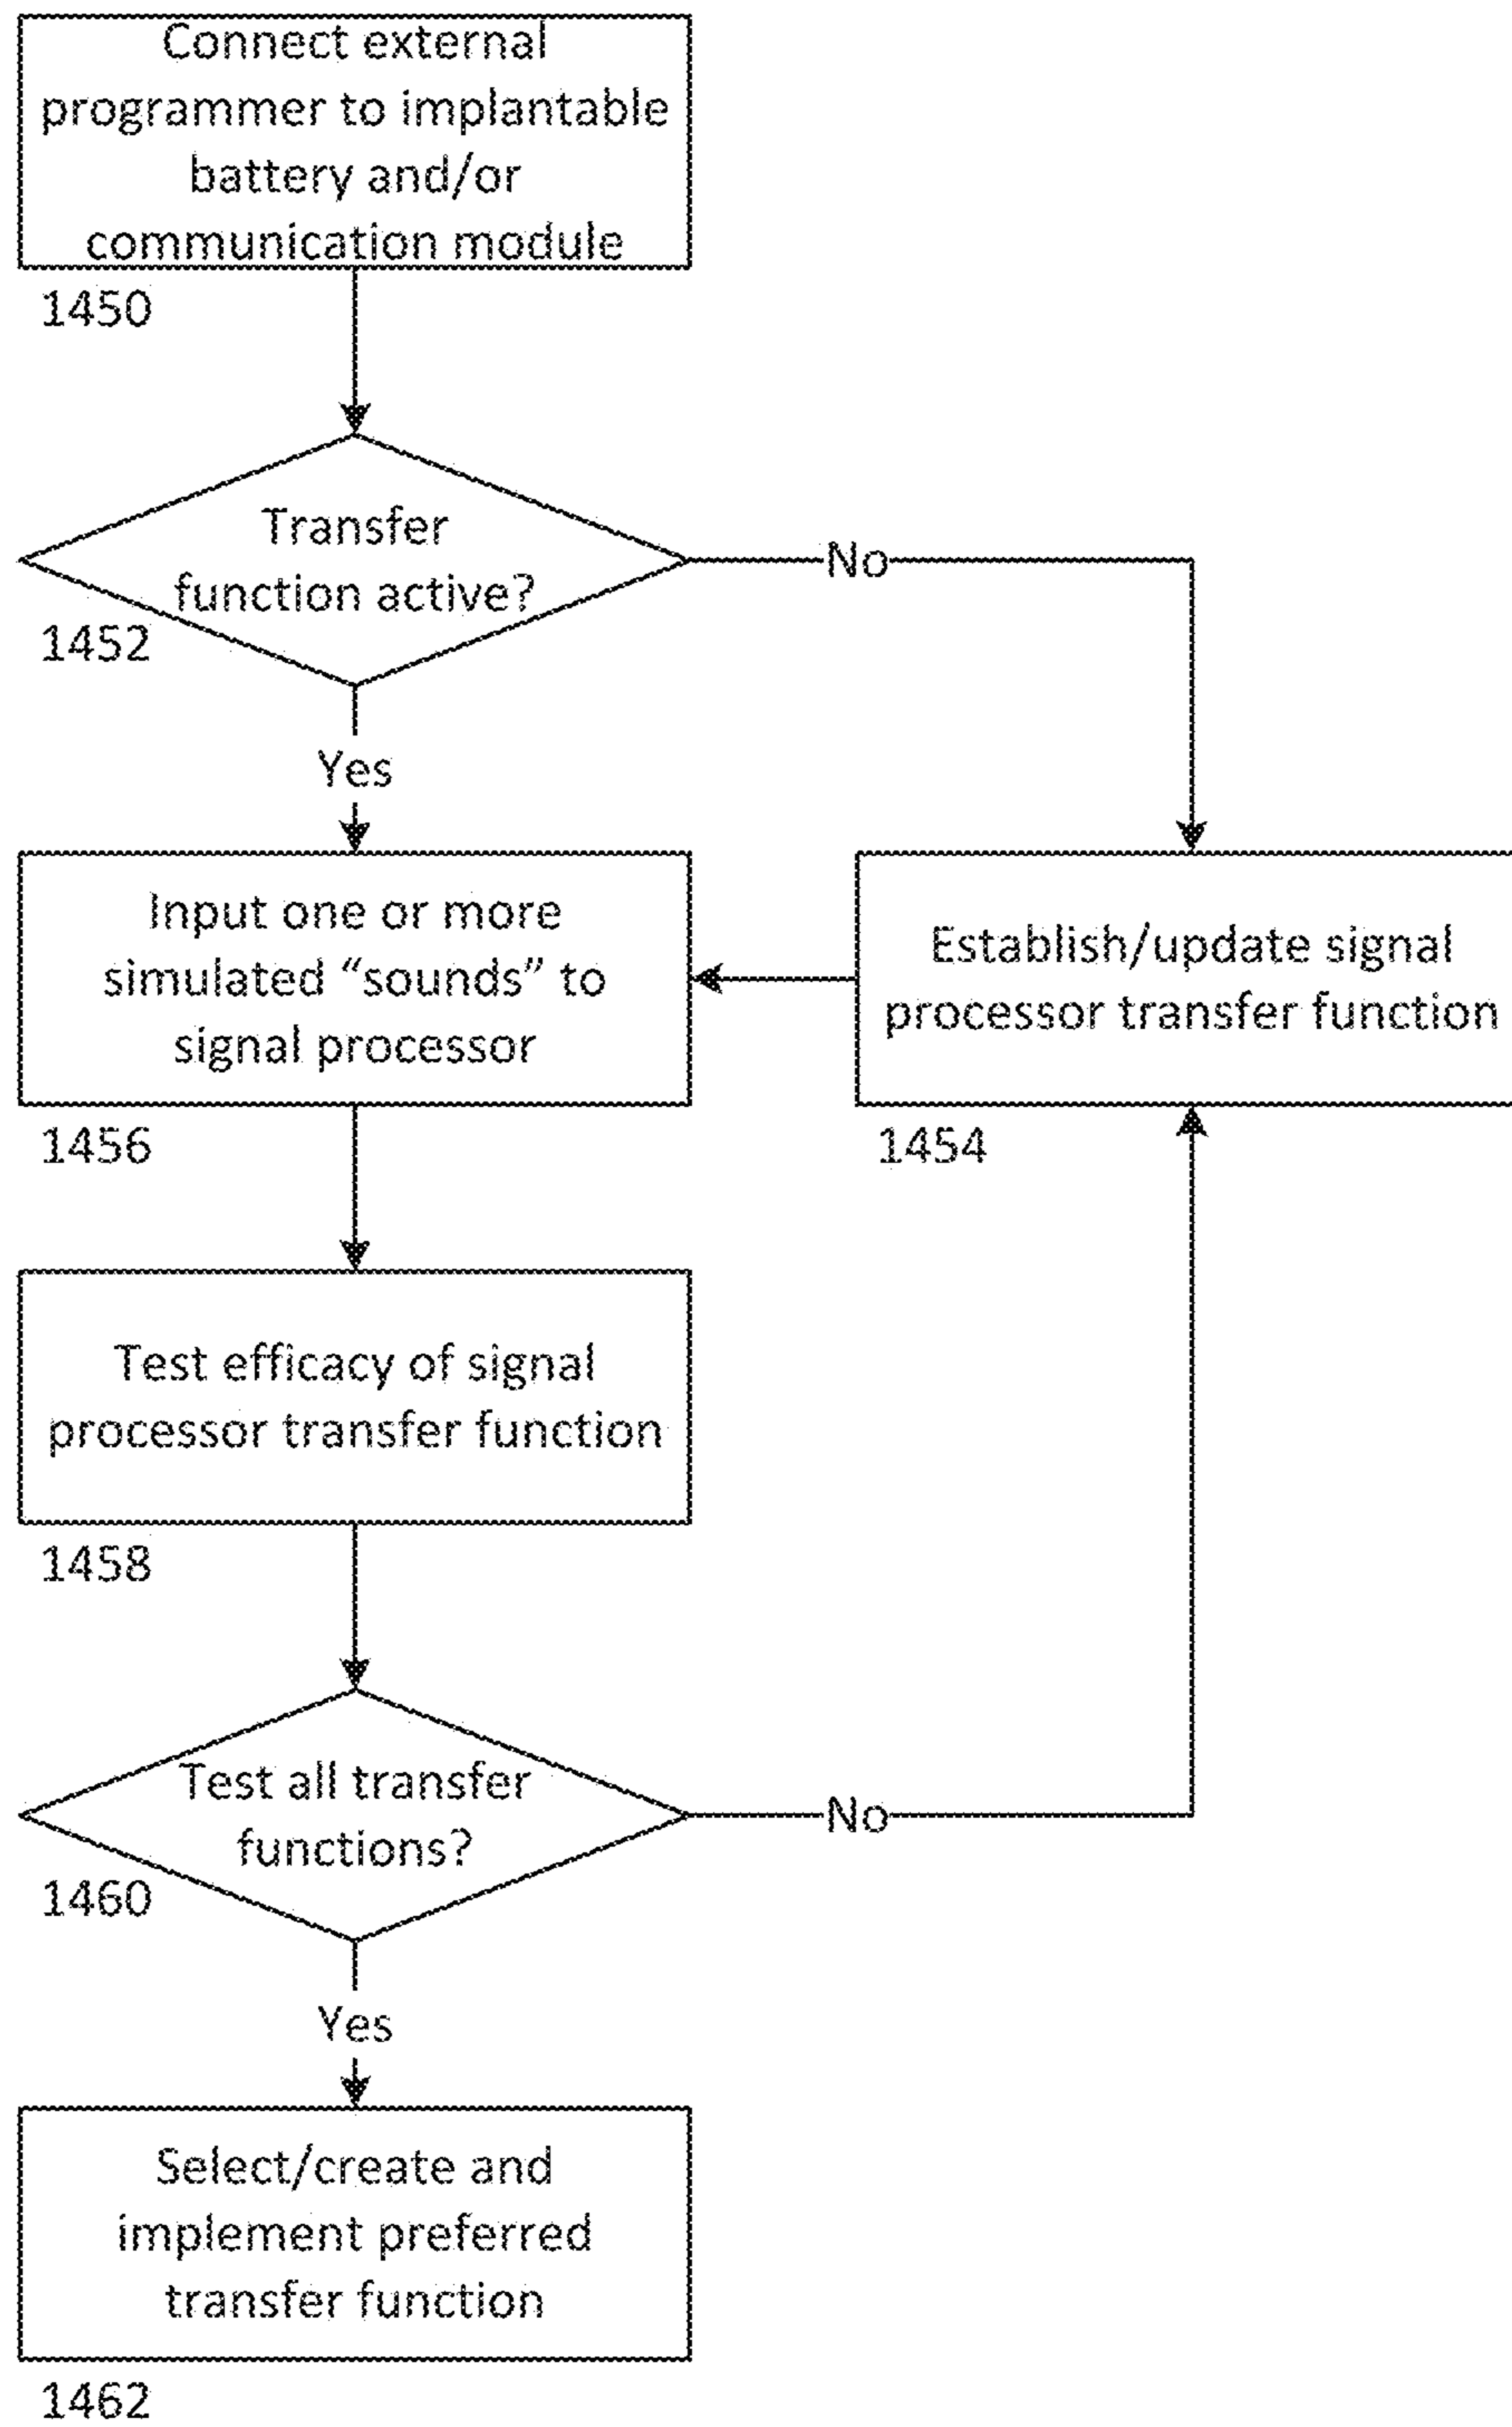 Connect external
programmer to implantable
battery and/or
communication module
1450
Transfer
function active?
1452
No
Yes
Input one or more
simulated “sounds” to
signal processor
1456
Establish/update signal
processor transfer function
1454
Test efficacy of signal
processor transfer function
1458
Test all transfer
functions?
1460
No
Yes
Select/create and
implement preferred
transfer function
1462